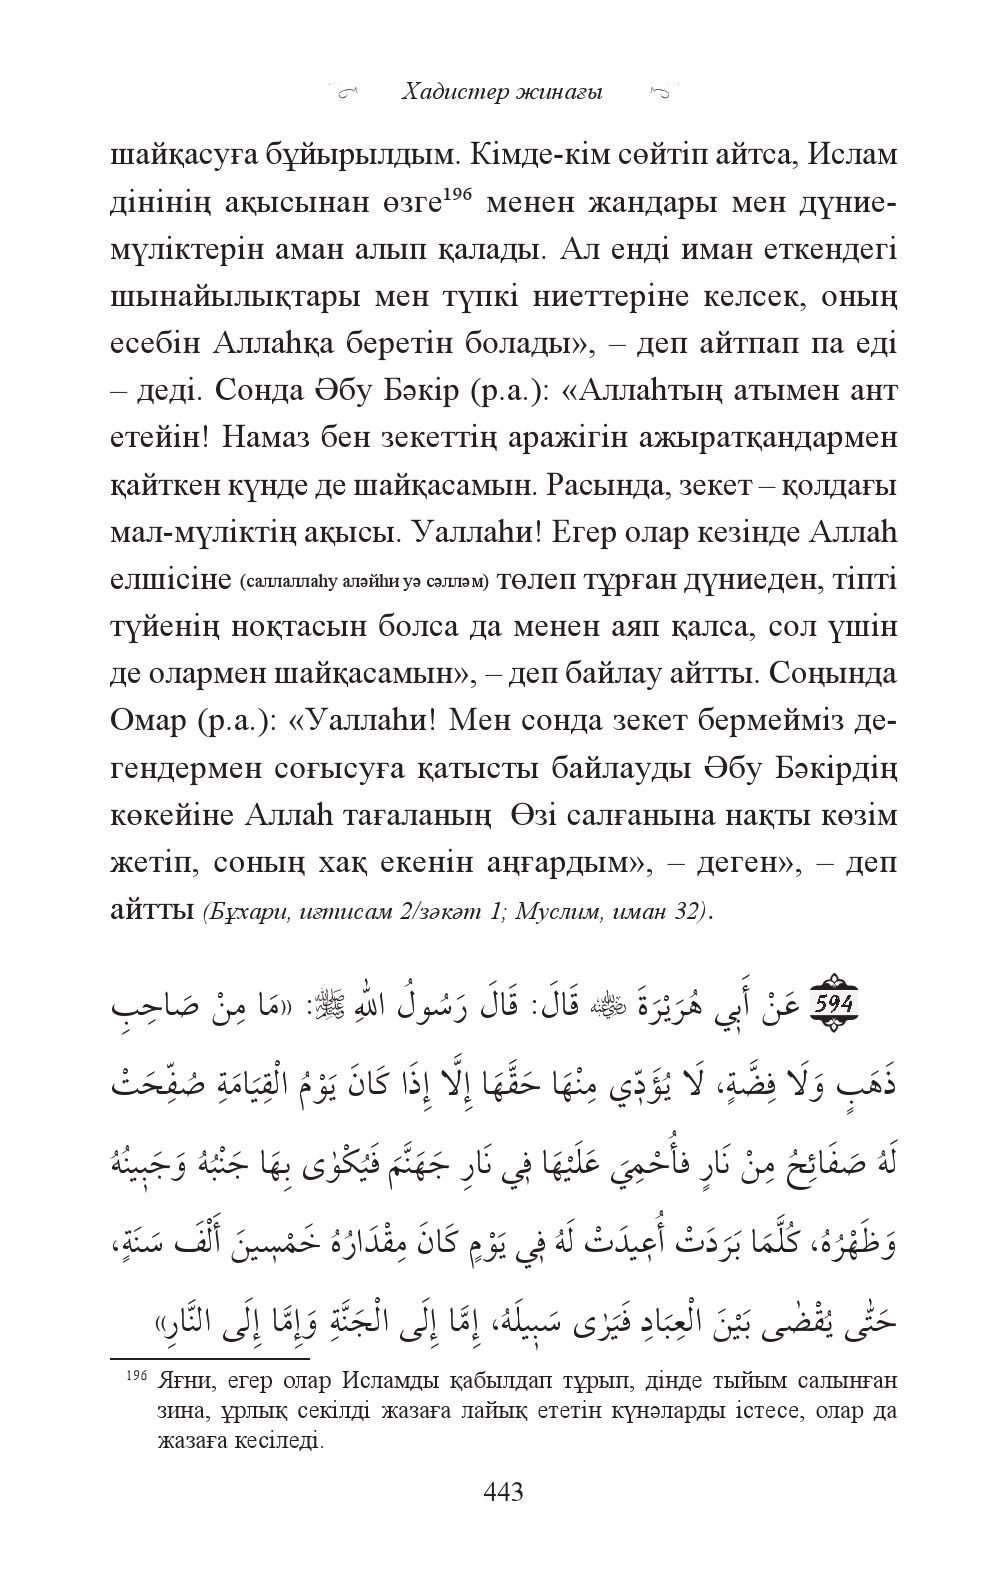 Хадистер жинағы
шайқасуға бұйырылдым. Кімде-кім сөйтіп айтса, Ислам
дінінің ақысынан өзге¹⁹⁶ менен жандары мен дүние-
мүліктерін аман алып қалады. Ал енді иман еткендегі
шынайылықтары мен түпкі ниеттеріне келсек, оның
есебін Аллаһқа беретін болады», – деп айтпап па еді
– деді. Сонда Әбу Бәкір (р.а.): «Аллаһтың атымен ант
етейін! Намаз бен зекеттің аражігін ажыратқандармен
қайткен күнде де шайқасамын. Расында, зекет – қолдағы
мал-мүліктің ақысы. Уаллаһи! Егер олар кезінде Аллаһ
елшісіне (саллаллаһу аләйһи уә сәлләм) төлеп тұрған дүниеден, тіпті
түйенің ноқтасын болса да менен аяп қалса, сол үшін
де олармен шайқасамын», – деп байлау айтты. Соңында
Омар (р.а.): «Уаллаһи! Мен сонда зекет бермейміз де-
гендермен соғысуға қатысты байлауды Әбу Бәкірдің
көкейіне Аллаһ тағаланың Өзі салғанына нақты көзім
жетіп, соның хақ екенін аңғардым», – деген», – деп
айтты (Бұхари, иғтисам 2/зәкәт 1; Муслим, иман 32).
594 عَنْ أَبِي هُرَيْرَةَ ﷺ قَالَ: قَالَ رَسُولُ اللهِ ﷺ: «مَا مِنْ صَاحِبِ
ذَهَبٍ وَلَا فِضَّةٍ، لَا يُؤَدِّي مِنْهَا حَقَّهَا إِلَّا إِذَا كَانَ يَوْمُ الْقِيَامَةِ صُفِّحَتْ
لَهُ صَفَائِحُ مِنْ نَارٍ فأُحْمِيَ عَلَيْهَا فِي نَارِ جَهَنَّمَ فَيُكْوٰى بِهَا جَنْبُهُ وَجَبِينُهُ
وَظَهْرُهُ، كُلَّمَا بَرَدَتْ أُعِيدَتْ لَهُ فِي يَوْمٍ كَانَ مِقْدَارُهُ خَمْسِينَ أَلْفَ سَنَةٍ،
حَتّٰى يُقْضٰى بَيْنَ الْعِبَادِ فَيَرٰى سَبِيلَهُ، إِمَّا إِلَى الْجَنَّةِ وَإِمَّا إِلَى النَّارِ»
¹⁹⁶ Яғни, егер олар Исламды қабылдап тұрып, дінде тыйым салынған
зина, ұрлық секілді жазаға лайық ететін күнәларды істесе, олар да
жазаға кесіледі.
443